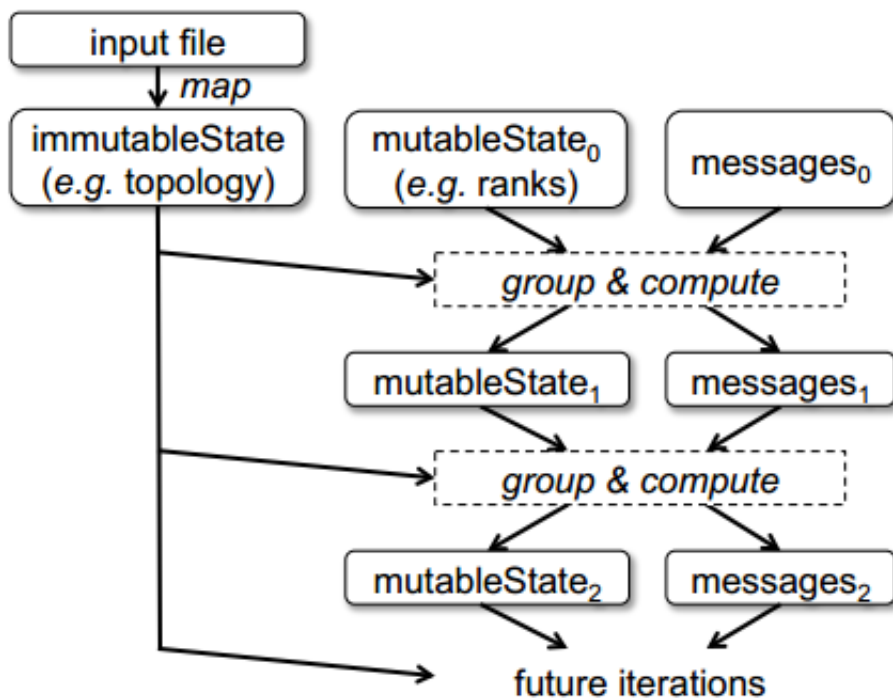 input file
map
immutableState
(e.g. topology)
mutableState₀
(e.g. ranks)
messages₀
group & compute
mutableState₁
messages₁
group & compute
mutableState₂
messages₂
future iterations